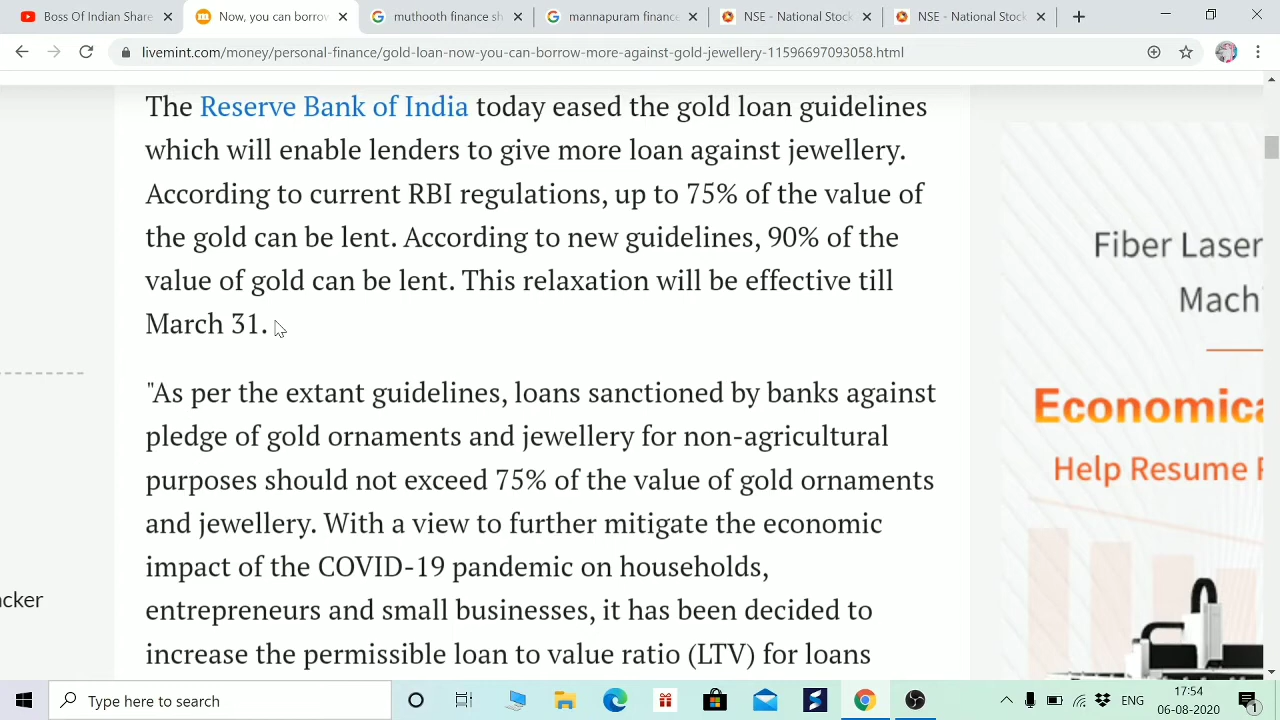 Boss Of India Share
Now, you can borrow
muthoot finance sh
mannapuram finance
NSE - National Stock
NSE - National Stock
livemint.com/money/personal-finance/gold-loan-now-you-can-borrow-more-against-gold-jewellery-11596697093058.html
The Reserve Bank of India today eased the gold loan guidelines
which will enable lenders to give more loan against jewellery.
According to current RBI regulations, up to 75% of the value of
the gold can be lent. According to new guidelines, 90% of the
value of gold can be lent. This relaxation will be effective till
March 31.
"As per the extant guidelines, loans sanctioned by banks against
pledge of gold ornaments and jewellery for non-agricultural
purposes should not exceed 75% of the value of gold ornaments
and jewellery. With a view to further mitigate the economic
impact of the COVID-19 pandemic on households,
entrepreneurs and small businesses, it has been decided to
increase the permissible loan to value ratio (LTV) for loans
acker
Fiber Laser
Mach
Economica
Help Resume P
Type here to search
ENG
17:54
06-08-2020
1